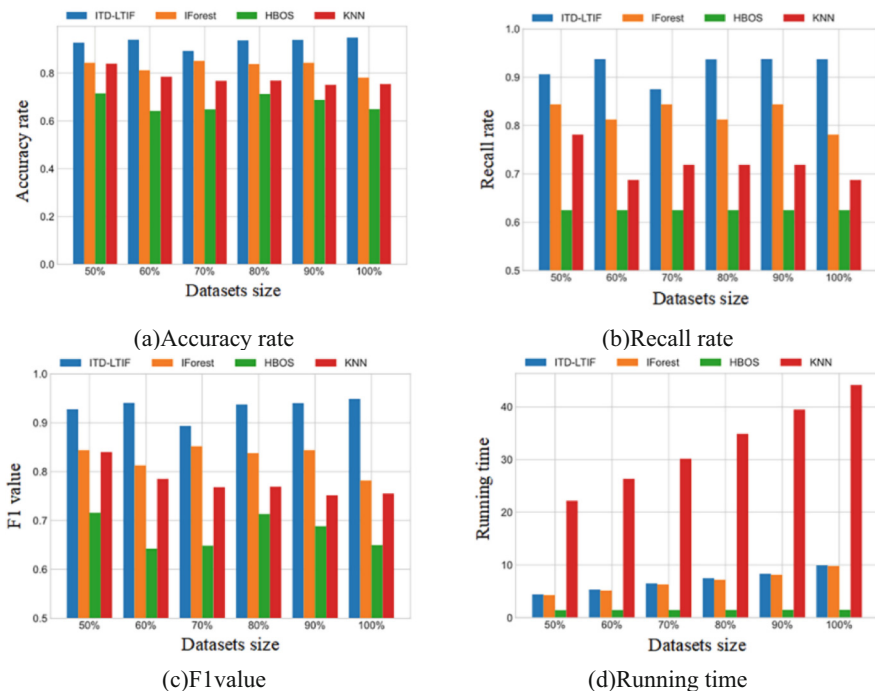 ITD-LTIF IForest HBOS KNN
0.8
0.6
0.4
0.2
0.0
Accuracy rate
50% 60% 70% 80% 90% 100%
Datasets size
(a)Accuracy rate
ITD-LTIF IForest HBOS KNN
1.0
0.9
0.8
0.7
0.6
0.5
Recall rate
50% 60% 70% 80% 90% 100%
Datasets size
(b)Recall rate
ITD-LTIF IForest HBOS KNN
1.0
0.9
0.8
0.7
0.6
0.5
F1 value
50% 60% 70% 80% 90% 100%
Datasets size
(c)F1value
ITD-LTIF IForest HBOS KNN
40
30
20
10
0
Running time
50% 60% 70% 80% 90% 100%
Datasets size
(d)Running time